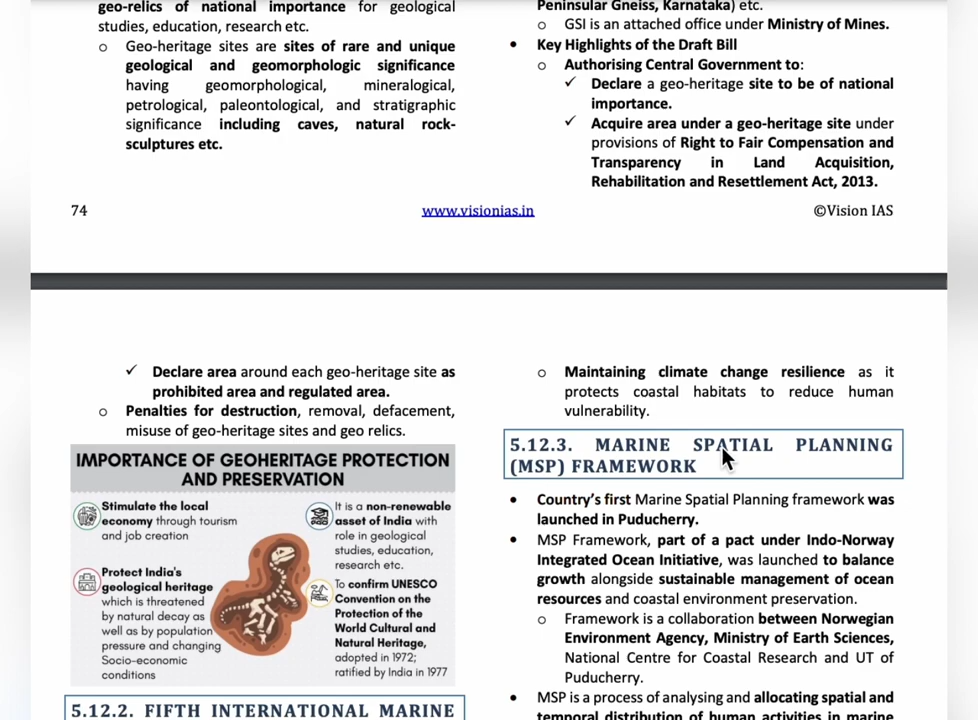 geo-relics of national importance for geological
studies, education, research etc.
o Geo-heritage sites are sites of rare and unique
geological and geomorphologic significance
having geomorphological, mineralogical,
petrological, paleontological, and stratigraphic
significance including caves, natural rock-
sculptures etc.
Peninsular Gneiss, Karnataka) etc.
o GSI is an attached office under Ministry of Mines.
• Key Highlights of the Draft Bill
o Authorising Central Government to:
✓ Declare a geo-heritage site to be of national
importance.
✓ Acquire area under a geo-heritage site under
provisions of Right to Fair Compensation and
Transparency in Land Acquisition,
Rehabilitation and Resettlement Act, 2013.
74 www.visionias.in ©Vision IAS
✓ Declare area around each geo-heritage site as
prohibited area and regulated area.
o Penalties for destruction, removal, defacement,
misuse of geo-heritage sites and geo relics.
IMPORTANCE OF GEOHERITAGE PROTECTION
AND PRESERVATION
Stimulate the local
economy through tourism
and job creation
Protect India's
geological heritage
which is threatened
by natural decay as
well as by population
pressure and changing
Socio-economic
conditions
It is a non-renewable
asset of India with
role in geological
studies, education,
research etc.
To confirm UNESCO
Convention on the
Protection of the
World Cultural and
Natural Heritage,
adopted in 1972;
ratified by India in 1977
5.12.2. FIFTH INTERNATIONAL MARINE
o Maintaining climate change resilience as it
protects coastal habitats to reduce human
vulnerability.
5.12.3. MARINE SPATIAL PLANNING
(MSP) FRAMEWORK
• Country's first Marine Spatial Planning framework was
launched in Puducherry.
• MSP Framework, part of a pact under Indo-Norway
Integrated Ocean Initiative, was launched to balance
growth alongside sustainable management of ocean
resources and coastal environment preservation.
o Framework is a collaboration between Norwegian
Environment Agency, Ministry of Earth Sciences,
National Centre for Coastal Research and UT of
Puducherry.
• MSP is a process of analysing and allocating spatial and
temporal distribution of human activities in marine